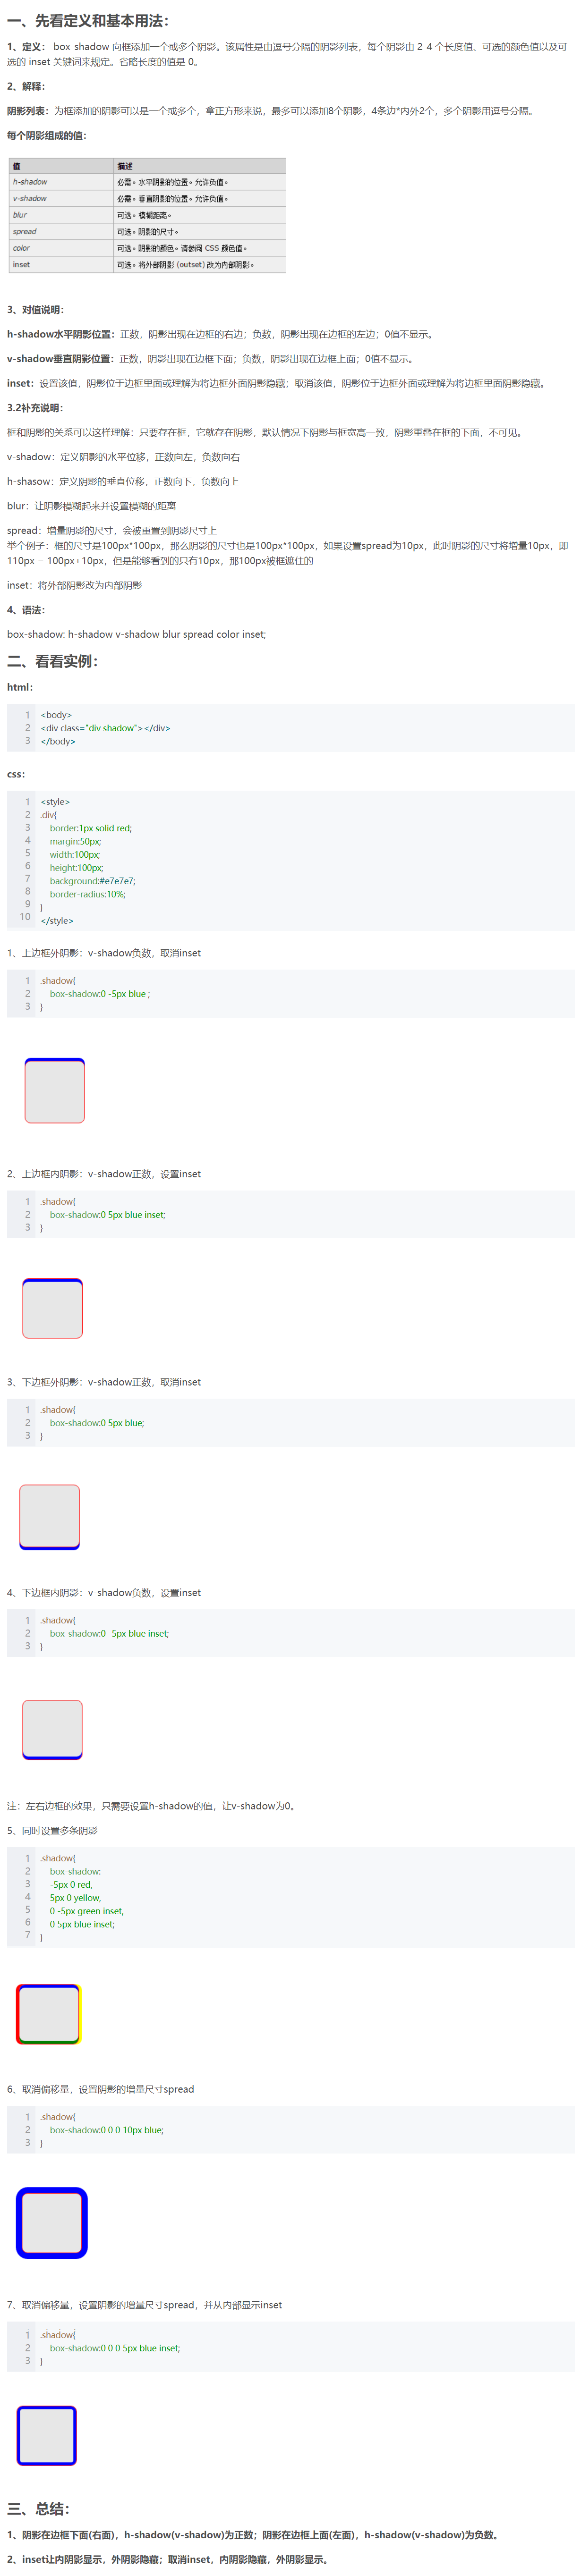 一、先看定义和基本用法：
1、定义： box-shadow 向框添加一个或多个阴影。该属性是由逗号分隔的阴影列表，每个阴影由 2-4 个长度值、可选的颜色值以及可
选的 inset 关键词来规定。省略长度的值是 0。
2、解释：
阴影列表：为框添加的阴影可以是一个或多个，拿正方形来说，最多可以添加8个阴影，4条边*内外2个，多个阴影用逗号分隔。
每个阴影组成的值：
值 描述
h-shadow 必需。水平阴影的位置。允许负值。
v-shadow 必需。垂直阴影的位置。允许负值。
blur 可选。模糊距离。
spread 可选。阴影的尺寸。
color 可选。阴影的颜色。请参阅 CSS 颜色值。
inset 可选。将外部阴影 (outset) 改为内部阴影。
3、对值说明：
h-shadow水平阴影位置：正数，阴影出现在边框的右边；负数，阴影出现在边框的左边；0值不显示。
v-shadow垂直阴影位置：正数，阴影出现在边框下面；负数，阴影出现在边框上面；0值不显示。
inset：设置该值，阴影位于边框里面或理解为将边框外面阴影隐藏；取消该值，阴影位于边框外面或理解为将边框里面阴影隐藏。
3.2补充说明：
框和阴影的关系可以这样理解：只要存在框，它就存在阴影，默认情况下阴影与框宽高一致，阴影重叠在框的下面，不可见。
v-shadow：定义阴影的水平位移，正数向左，负数向右
h-shasow：定义阴影的垂直位移，正数向下，负数向上
blur：让阴影模糊起来并设置模糊的距离
spread：增量阴影的尺寸，会被重置到阴影尺寸上
举个例子：框的尺寸是100px*100px，那么阴影的尺寸也是100px*100px，如果设置spread为10px，此时阴影的尺寸将增量10px，即
110px = 100px+10px，但是能够看到的只有10px，那100px被框遮住的
inset：将外部阴影改为内部阴影
4、语法：
box-shadow: h-shadow v-shadow blur spread color inset;
二、看看实例：
html：
1 <body>
2 <div class="div shadow"></div>
3 </body>
css：
1 <style>
2 .div{
3 border:1px solid red;
4 margin:50px;
5 width:100px;
6 height:100px;
7 background:#e7e7e7;
8 border-radius:10%;
9 }
10 </style>
1、上边框外阴影：v-shadow负数，取消inset
1 .shadow{
2 box-shadow:0 -5px blue ;
3 }
2、上边框内阴影：v-shadow正数，设置inset
1 .shadow{
2 box-shadow:0 5px blue inset;
3 }
3、下边框外阴影：v-shadow正数，取消inset
1 .shadow{
2 box-shadow:0 5px blue;
3 }
4、下边框内阴影：v-shadow负数，设置inset
1 .shadow{
2 box-shadow:0 -5px blue inset;
3 }
注：左右边框的效果，只需要设置h-shadow的值，让v-shadow为0。
5、同时设置多条阴影
1 .shadow{
2 box-shadow:
3 -5px 0 red,
4 5px 0 yellow,
5 0 -5px green inset,
6 0 5px blue inset;
7 }
6、取消偏移量，设置阴影的增量尺寸spread
1 .shadow{
2 box-shadow:0 0 0 10px blue;
3 }
7、取消偏移量，设置阴影的增量尺寸spread，并从内部显示inset
1 .shadow{
2 box-shadow:0 0 0 5px blue inset;
3 }
三、总结：
1、阴影在边框下面(右面)，h-shadow(v-shadow)为正数；阴影在边框上面(左面)，h-shadow(v-shadow)为负数。
2、inset让内阴影显示，外阴影隐藏；取消inset，内阴影隐藏，外阴影显示。